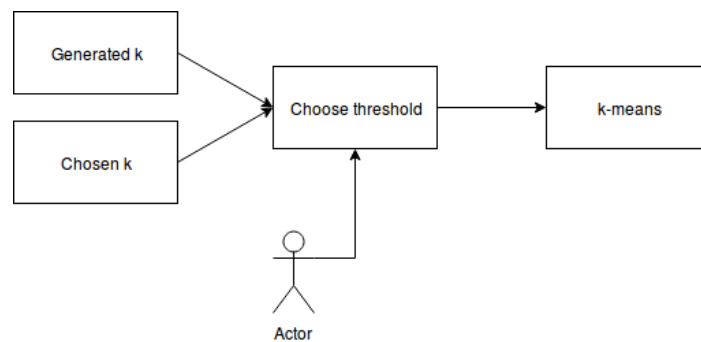 Generated k
Chosen k
Choose threshold
k-means
Actor